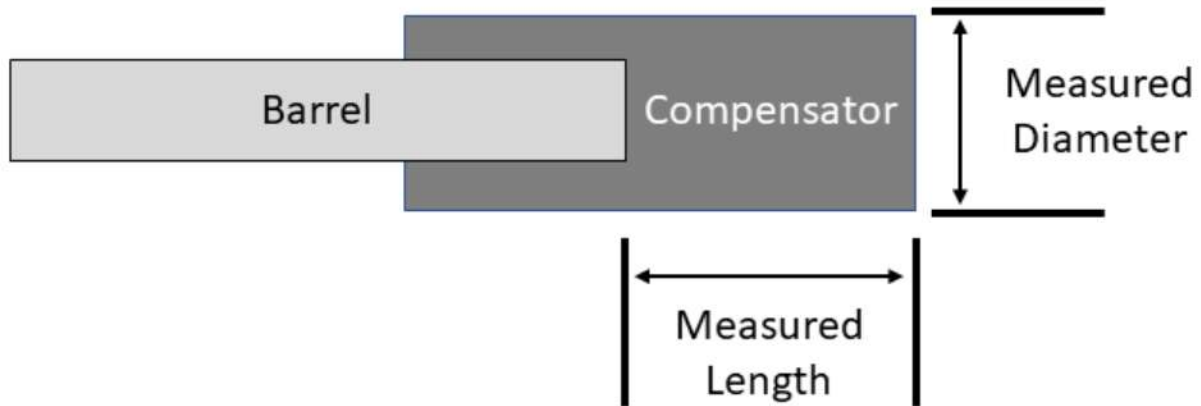 Barrel
Compensator
Measured
Diameter
Measured
Length